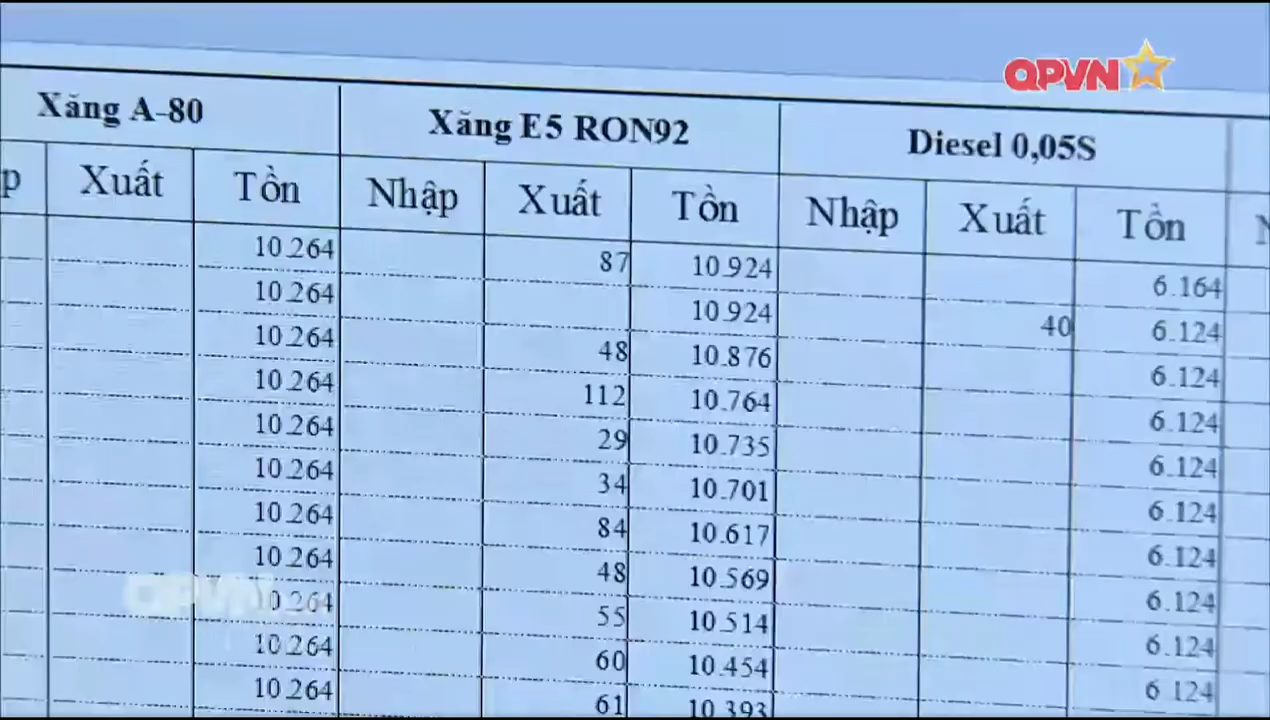 QPVN
Xăng A-80 Xăng E5 RON92 Diesel 0,05S
p Xuất Tồn Nhập Xuất Tồn Nhập Xuất Tồn
10.264 87 10.924 6.164
10.264 10.924 40 6.124
10.264 48 10.876 6.124
10.264 112 10.764 6.124
10.264 29 10.735 6.124
10.264 34 10.701 6.124
10.264 84 10.617 6.124
10.264 48 10.569 6.124
10.264 55 10.514 6.124
10.264 60 10.454 6.124
10.264 61 10.393
QPVN